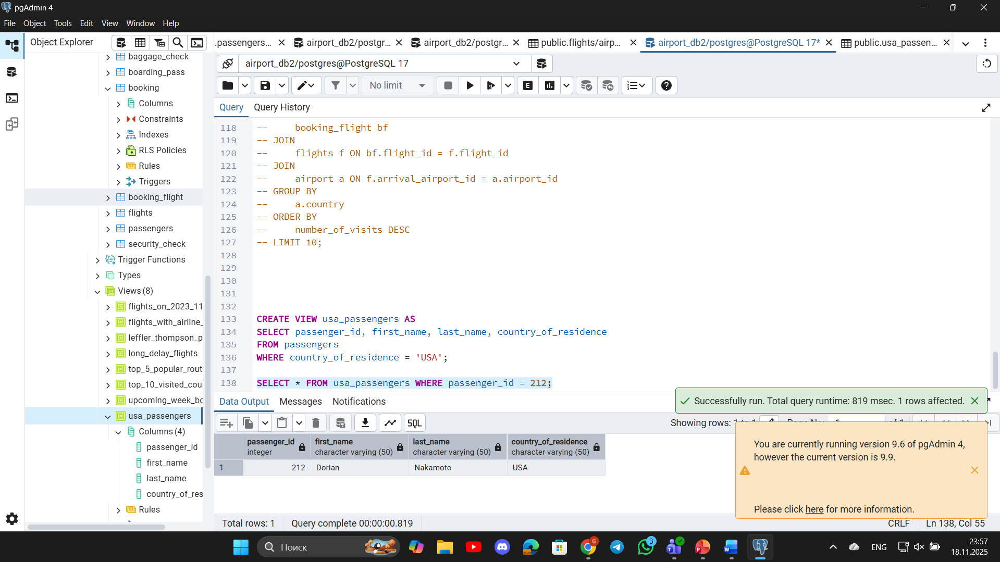 pgAdmin 4
File Object Tools Edit View Window Help
Object Explorer
.passengers... airport_db2/postgr... airport_db2/postgr... public.flights/airp... airport_db2/postgres@PostgreSQL 17* public.usa_passen...
baggage_check
boarding_pass
booking
Columns
Constraints
Indexes
RLS Policies
Rules
Triggers
booking_flight
flights
passengers
security_check
Trigger Functions
Types
Views (8)
flights_on_2023_11
flights_with_airline_
leffler_thompson_p
long_delay_flights
top_5_popular_rout
top_10_visited_cou
upcoming_week_bo
usa_passengers
Columns (4)
passenger_id
first_name
last_name
country_of_res
Rules
airport_db2/postgres@PostgreSQL 17
No limit
E
Query Query History
118 -- booking_flight bf
119 -- JOIN
120 -- flights f ON bf.flight_id = f.flight_id
121 -- JOIN
122 -- airport a ON f.arrival_airport_id = a.airport_id
123 -- GROUP BY
124 -- a.country
125 -- ORDER BY
126 -- number_of_visits DESC
127 -- LIMIT 10;
128
129
130
131
132
133 CREATE VIEW usa_passengers AS
134 SELECT passenger_id, first_name, last_name, country_of_residence
135 FROM passengers
136 WHERE country_of_residence = 'USA';
137
138 SELECT * FROM usa_passengers WHERE passenger_id = 212;
Data Output Messages Notifications
Successfully run. Total query runtime: 819 msec. 1 rows affected.
SQL
Showing rows: 1 to 1 Page No: 1 of 1
passenger_id first_name last_name country_of_residence
integer character varying (50) character varying (50) character varying (50)
1 212 Dorian Nakamoto USA
You are currently running version 9.6 of pgAdmin 4,
however the current version is 9.9.
Please click here for more information.
Total rows: 1 Query complete 00:00:00.819 CRLF Ln 138, Col 55
Поиск
G
3
ENG
23:57
18.11.2025